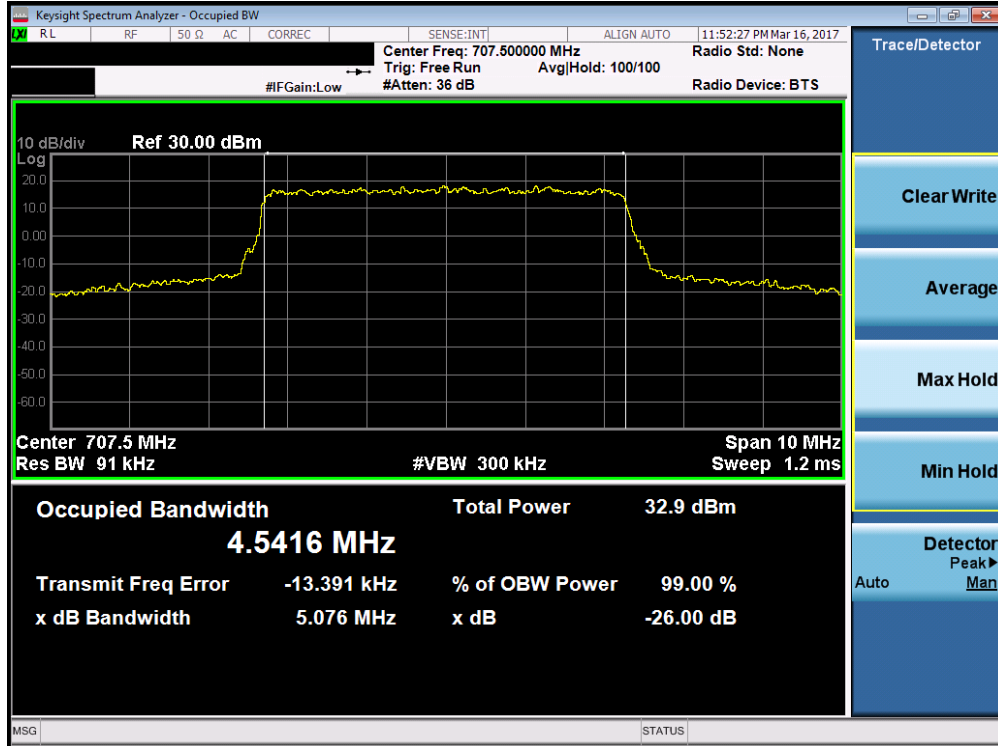 Keysight Spectrum Analyzer - Occupied BW
LXI RL RF 50 Ω AC CORREC SENSE:INT ALIGN AUTO 11:52:27 PM Mar 16, 2017
Center Freq: 707.500000 MHz Radio Std: None
Trig: Free Run Avg|Hold: 100/100
#IFGain:Low #Atten: 36 dB Radio Device: BTS
10 dB/div Ref 30.00 dBm
Log
20.0
10.0
0.00
-10.0
-20.0
-30.0
-40.0
-50.0
-60.0
Center 707.5 MHz Span 10 MHz
Res BW 91 kHz #VBW 300 kHz Sweep 1.2 ms
Occupied Bandwidth Total Power 32.9 dBm
4.5416 MHz
Transmit Freq Error -13.391 kHz % of OBW Power 99.00 %
x dB Bandwidth 5.076 MHz x dB -26.00 dB
MSG STATUS
Trace/Detector
Clear Write
Average
Max Hold
Min Hold
Detector
Peak▶
Auto Man